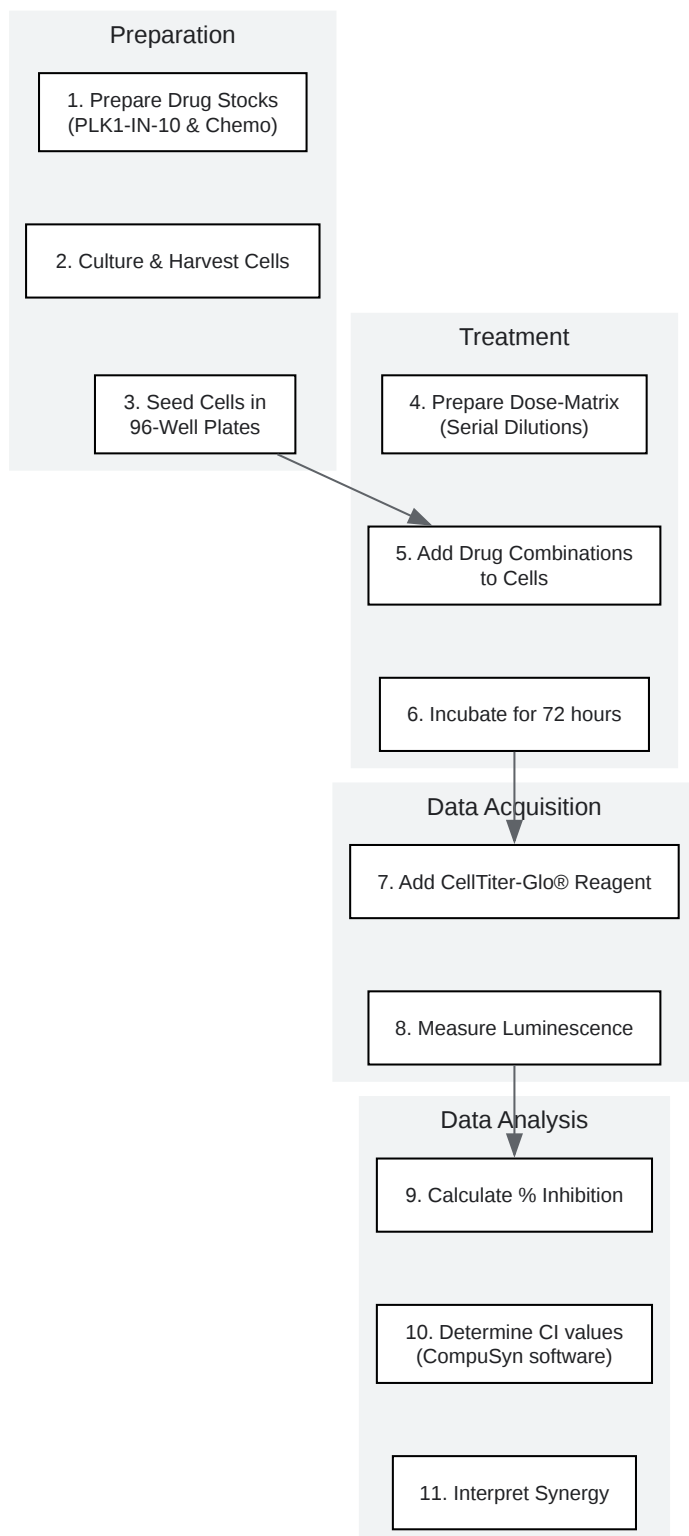 Preparation
1. Prepare Drug Stocks
(PLK1-IN-10 & Chemo)
2. Culture & Harvest Cells
3. Seed Cells in
96-Well Plates
Treatment
4. Prepare Dose-Matrix
(Serial Dilutions)
5. Add Drug Combinations
to Cells
6. Incubate for 72 hours
Data Acquisition
7. Add CellTiter-Glo® Reagent
8. Measure Luminescence
Data Analysis
9. Calculate % Inhibition
10. Determine CI values
(CompuSyn software)
11. Interpret Synergy